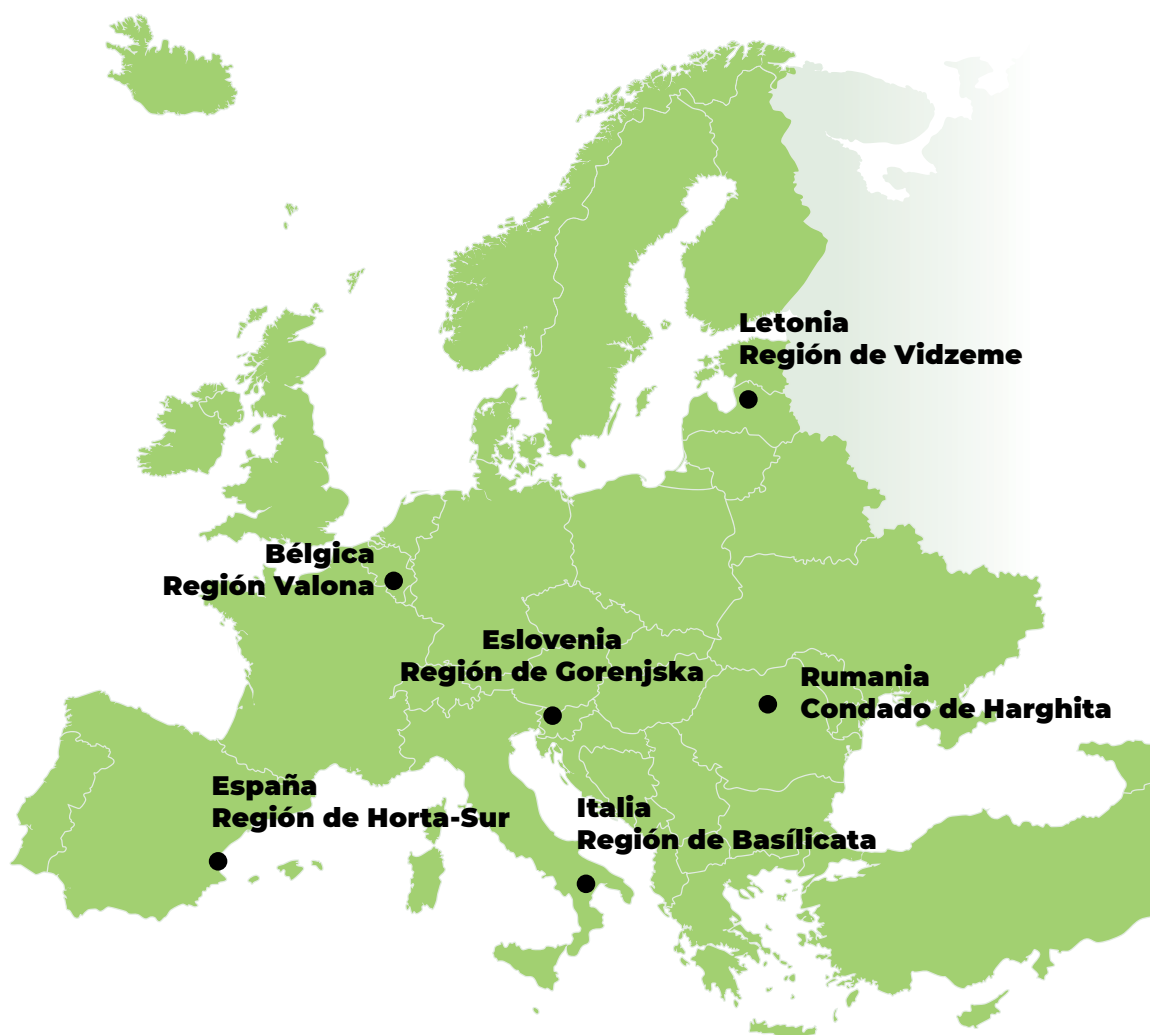 Letonia
Región de Vidzeme
Bélgica
Región Valona
Eslovenia
Región de Gorenjska
Rumania
Condado de Harghita
España
Región de Horta-Sur
Italia
Región de Basílicata